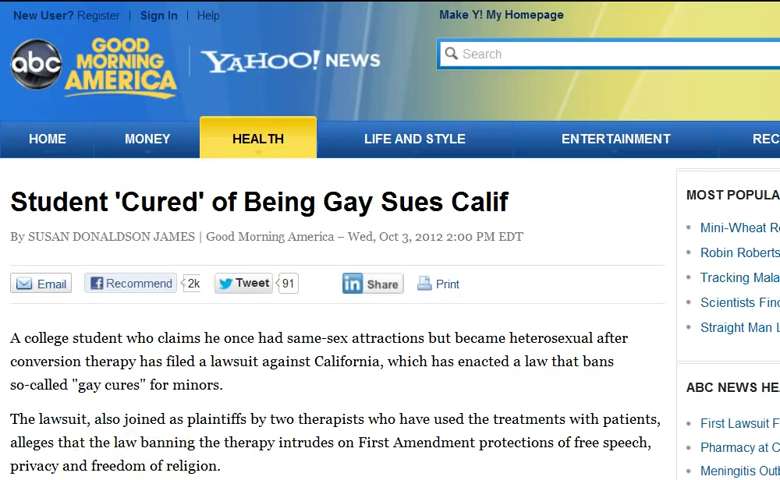 New User? Register | Sign In | Help
Make Y! My Homepage
abc GOOD MORNING AMERICA
YAHOO! NEWS
Search
HOME MONEY HEALTH LIFE AND STYLE ENTERTAINMENT REC
Student 'Cured' of Being Gay Sues Calif
By SUSAN DONALDSON JAMES | Good Morning America – Wed, Oct 3, 2012 2:00 PM EDT
Email Recommend 2k Tweet 91 in Share Print
A college student who claims he once had same-sex attractions but became heterosexual after
conversion therapy has filed a lawsuit against California, which has enacted a law that bans
so-called "gay cures" for minors.
The lawsuit, also joined as plaintiffs by two therapists who have used the treatments with patients,
alleges that the law banning the therapy intrudes on First Amendment protections of free speech,
privacy and freedom of religion.
MOST POPULA
Mini-Wheat R
Robin Roberts
Tracking Mala
Scientists Find
Straight Man L
ABC NEWS HE
First Lawsuit F
Pharmacy at C
Meningitis Outb